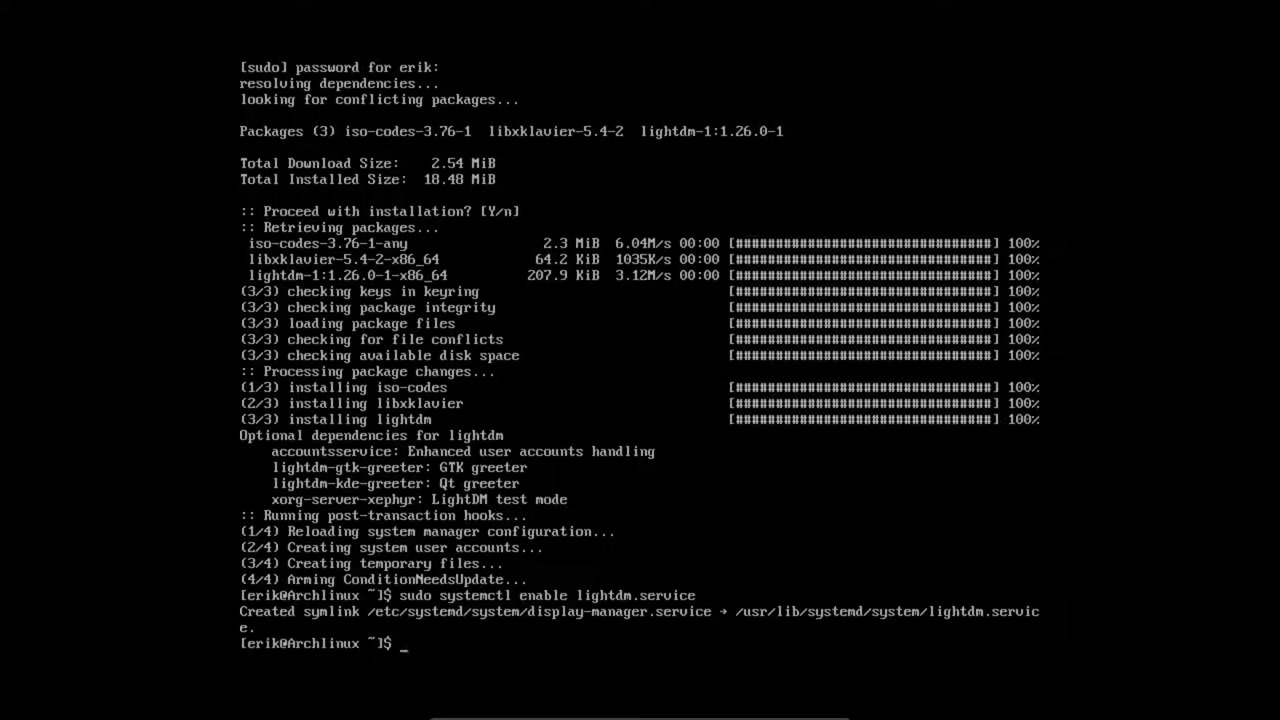 [sudo] password for erik:
resolving dependencies...
looking for conflicting packages...
Packages (3) iso-codes-3.76-1  libxklavier-5.4-2  lightdm-1:1.26.0-1
Total Download Size:    2.54 MiB
Total Installed Size:  18.48 MiB
:: Proceed with installation? [Y/n]
:: Retrieving packages...
iso-codes-3.76-1-any                 2.3 MiB  6.04M/s 00:00 [################################] 100%
libxklavier-5.4-2-x86_64            64.2 KiB  1035K/s 00:00 [################################] 100%
lightdm-1:1.26.0-1-x86_64          207.9 KiB  3.12M/s 00:00 [################################] 100%
(3/3) checking keys in keyring                               [################################] 100%
(3/3) checking package integrity                             [################################] 100%
(3/3) loading package files                                  [################################] 100%
(3/3) checking for file conflicts                            [################################] 100%
(3/3) checking available disk space                          [################################] 100%
:: Processing package changes...
(1/3) installing iso-codes                                   [################################] 100%
(2/3) installing libxklavier                                 [################################] 100%
(3/3) installing lightdm                                     [################################] 100%
Optional dependencies for lightdm
    accountsservice: Enhanced user accounts handling
    lightdm-gtk-greeter: GTK greeter
    lightdm-kde-greeter: Qt greeter
    xorg-server-xephyr: LightDM test mode
:: Running post-transaction hooks...
(1/4) Reloading system manager configuration...
(2/4) Creating system user accounts...
(3/4) Creating temporary files...
(4/4) Arming ConditionNeedsUpdate...
[erik@Archlinux ~]$ sudo systemctl enable lightdm.service
Created symlink /etc/systemd/system/display-manager.service → /usr/lib/systemd/system/lightdm.servic
e.
[erik@Archlinux ~]$ _